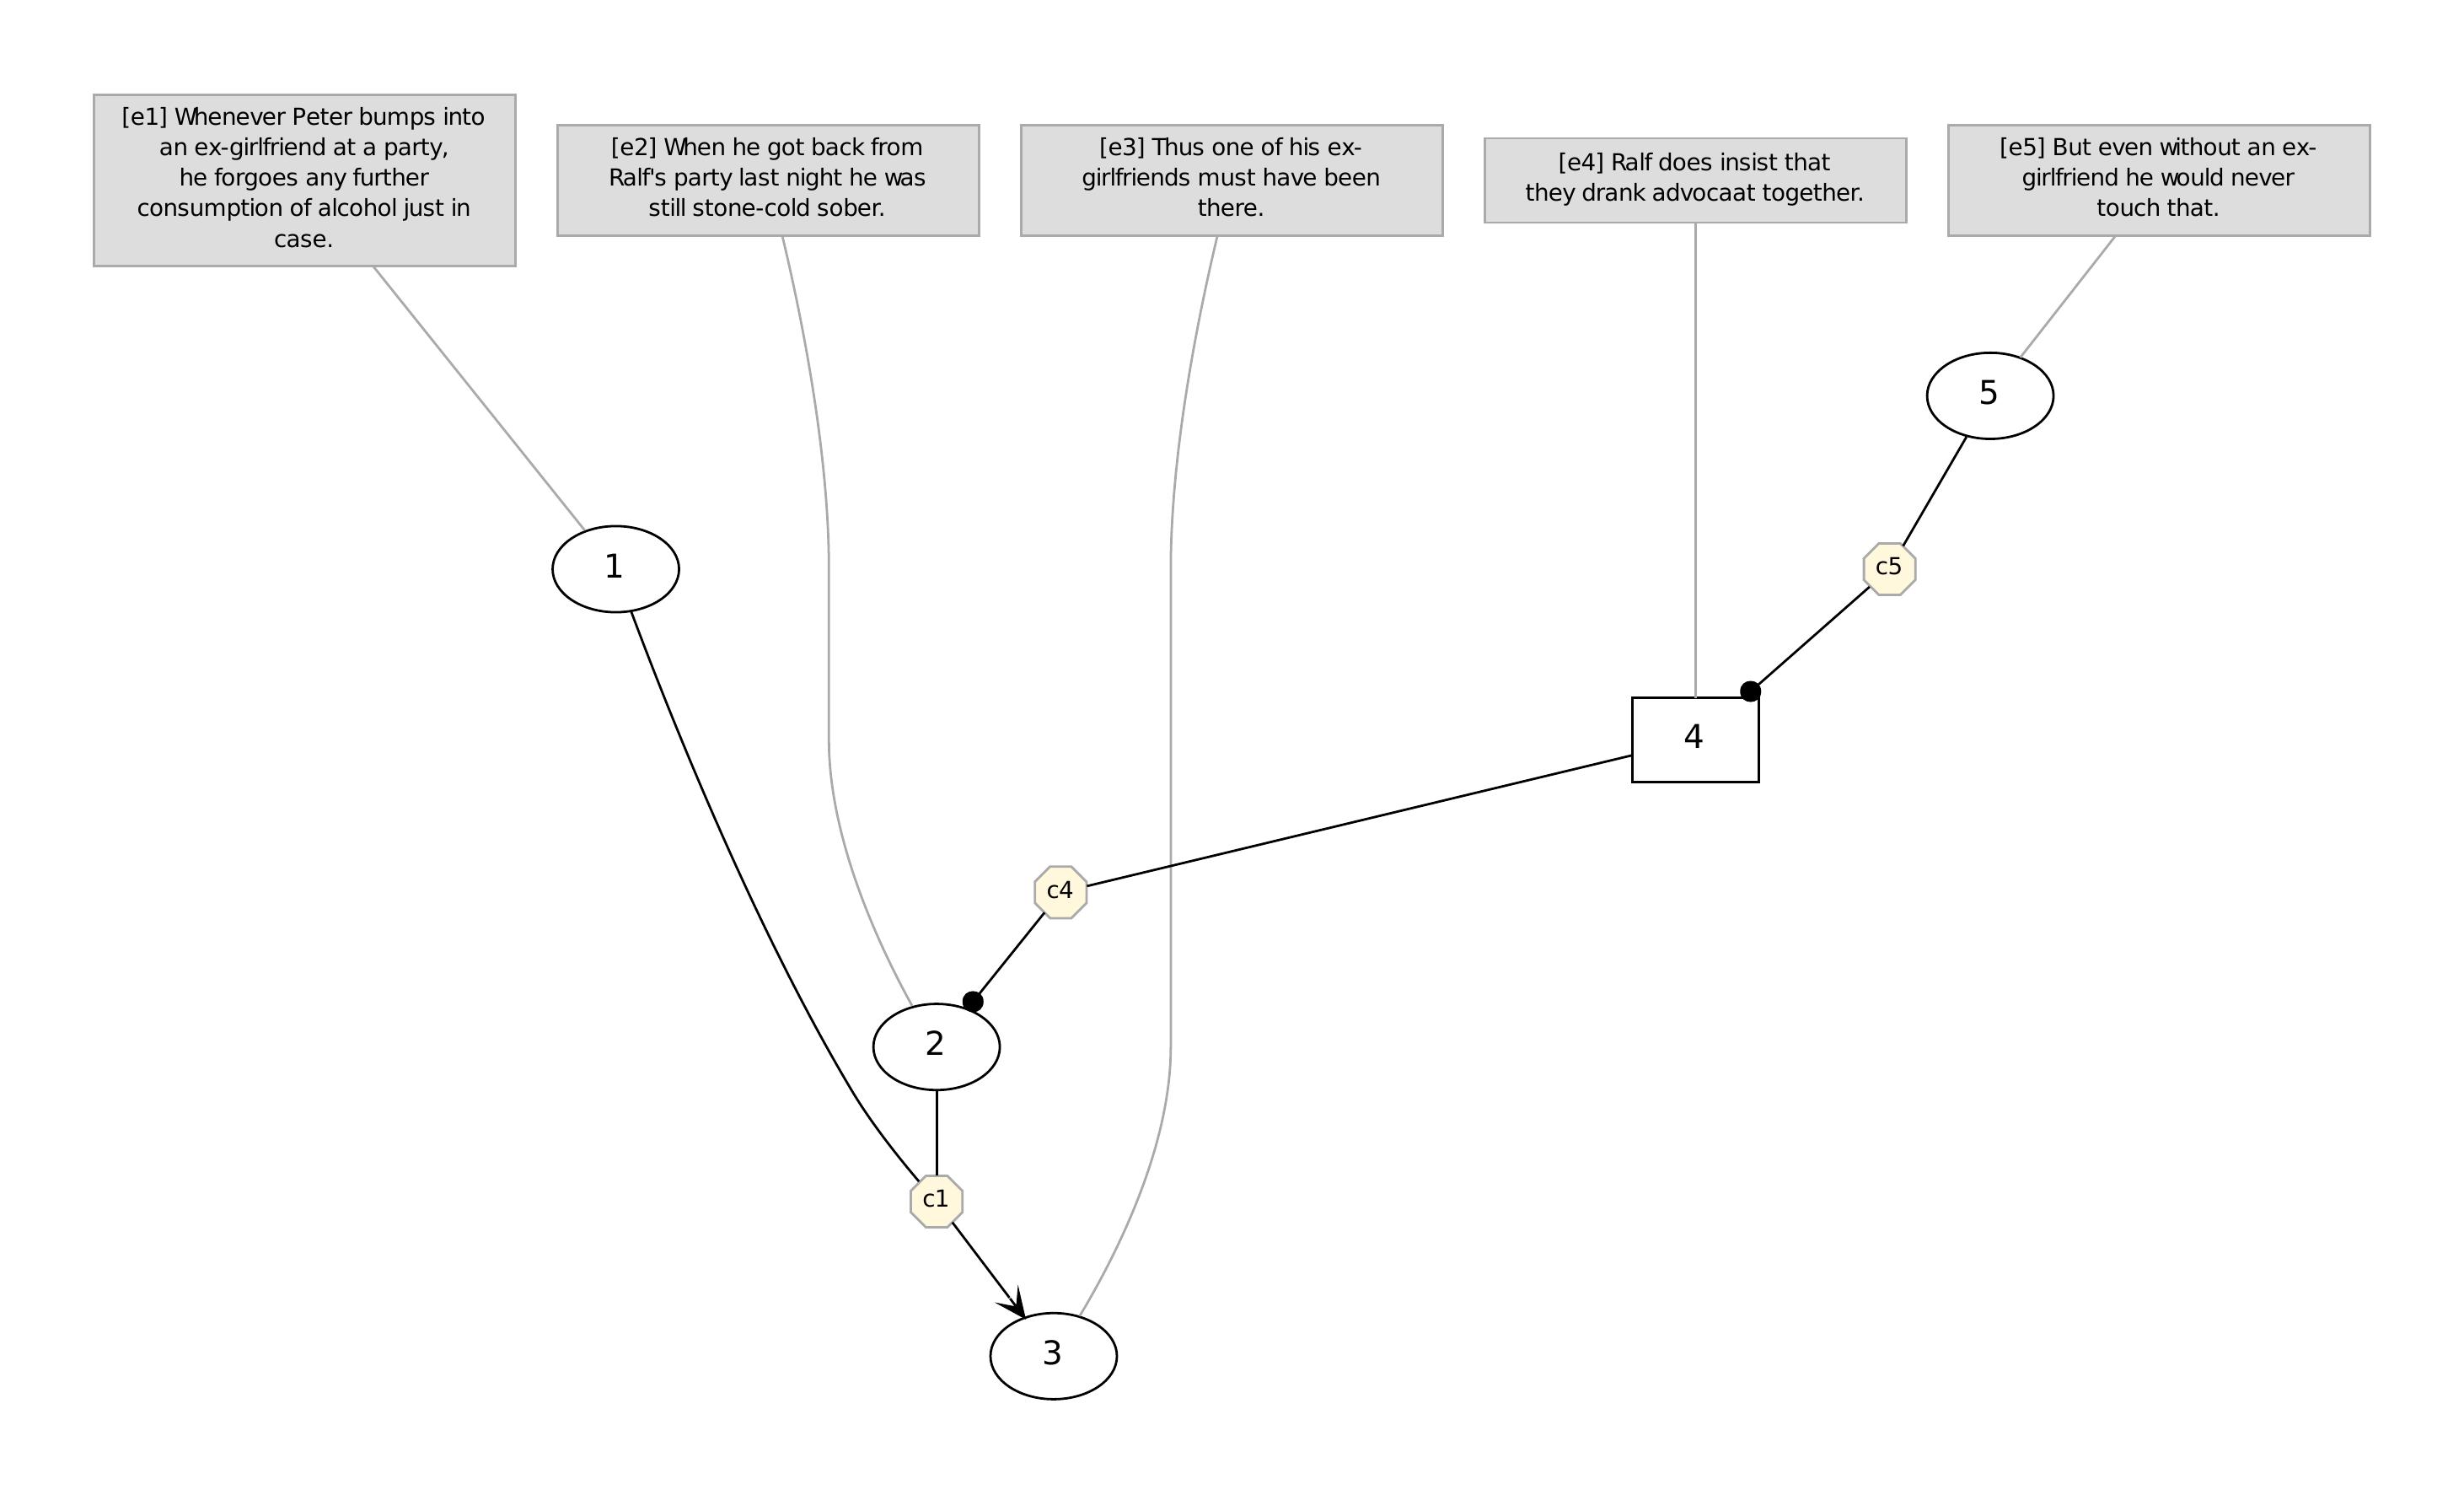 [e1] Whenever Peter bumps into
an ex-girlfriend at a party,
he forgoes any further
consumption of alcohol just in
case.
[e2] When he got back from
Ralf's party last night he was
still stone-cold sober.
[e3] Thus one of his ex-
girlfriends must have been
there.
[e4] Ralf does insist that
they drank advocaat together.
[e5] But even without an ex-
girlfriend he would never
touch that.
5
1
c5
4
c4
2
c1
3